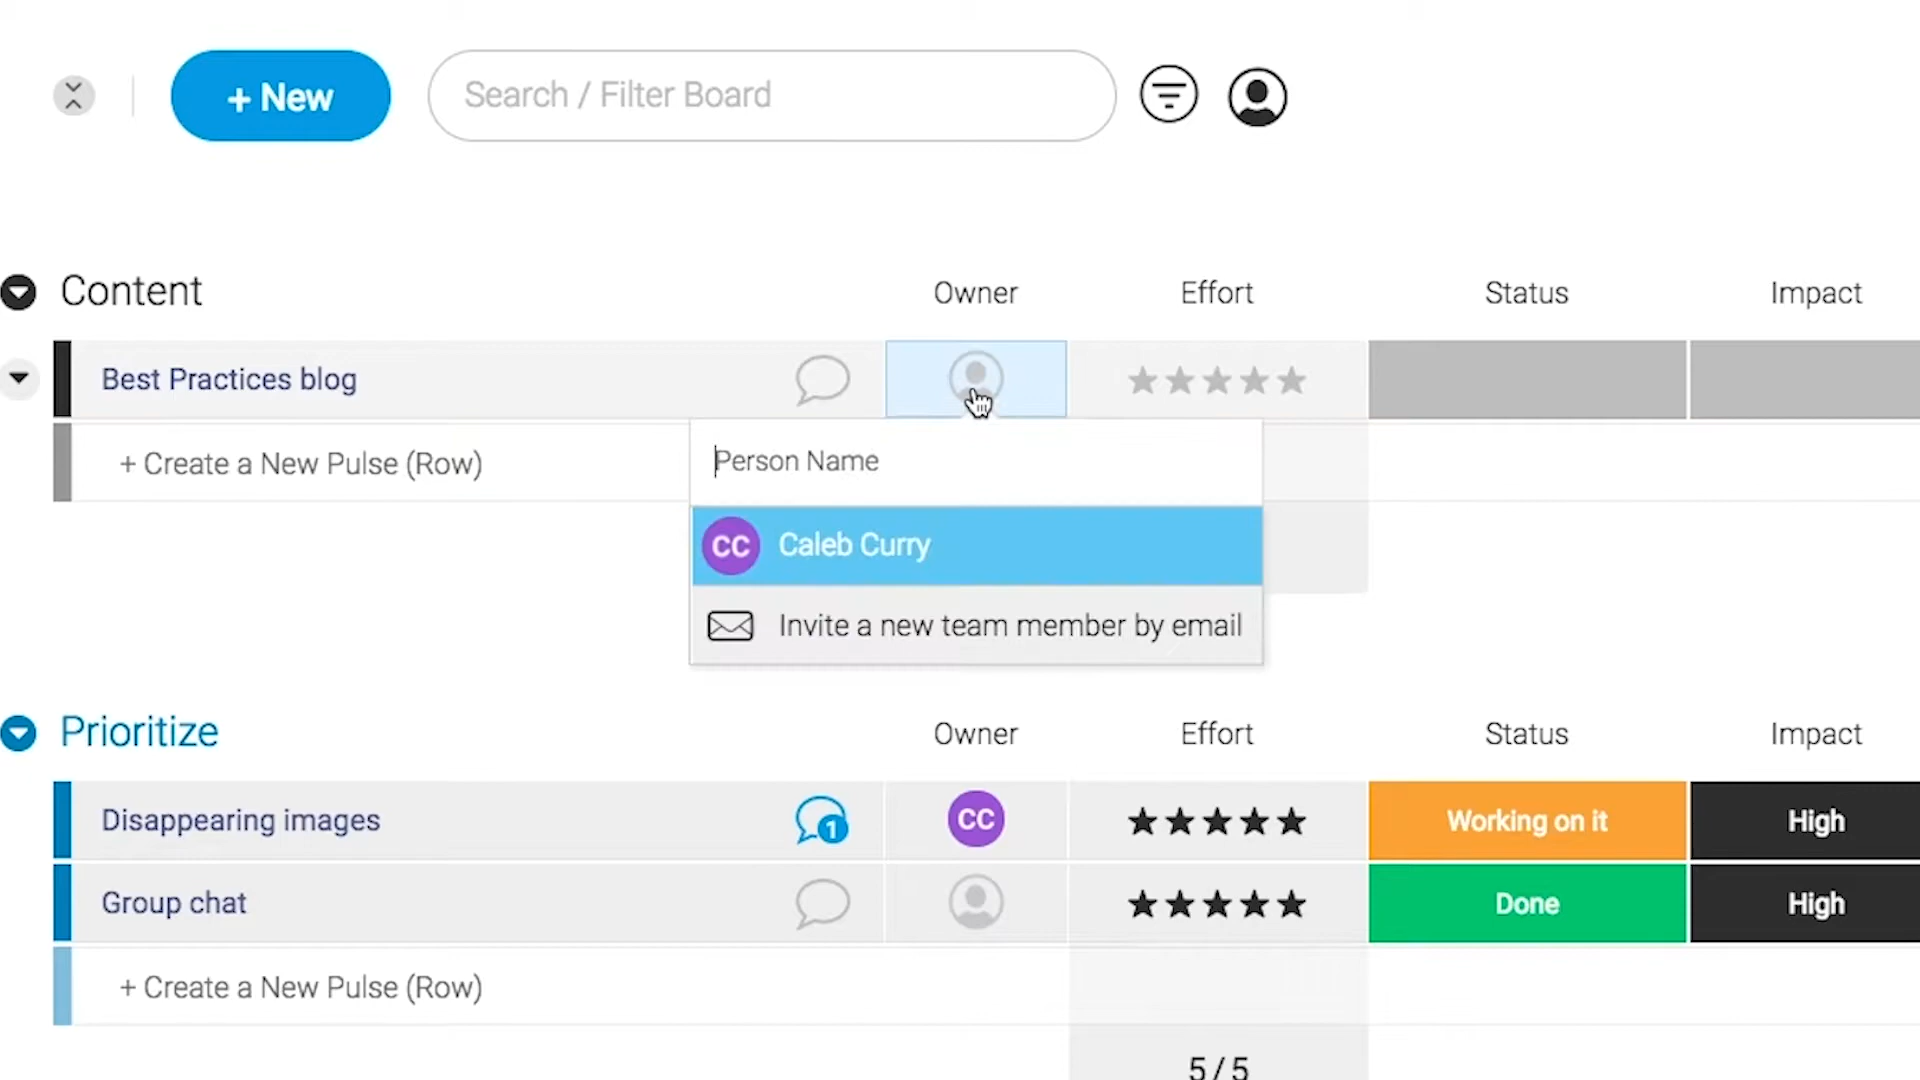 + New
Search / Filter Board
Content Owner Effort Status Impact
Best Practices blog
+ Create a New Pulse (Row)
Person Name
CC Caleb Curry
Invite a new team member by email
Prioritize Owner Effort Status Impact
Disappearing images 1 CC Working on it High
Group chat Done High
+ Create a New Pulse (Row)
5 / 5